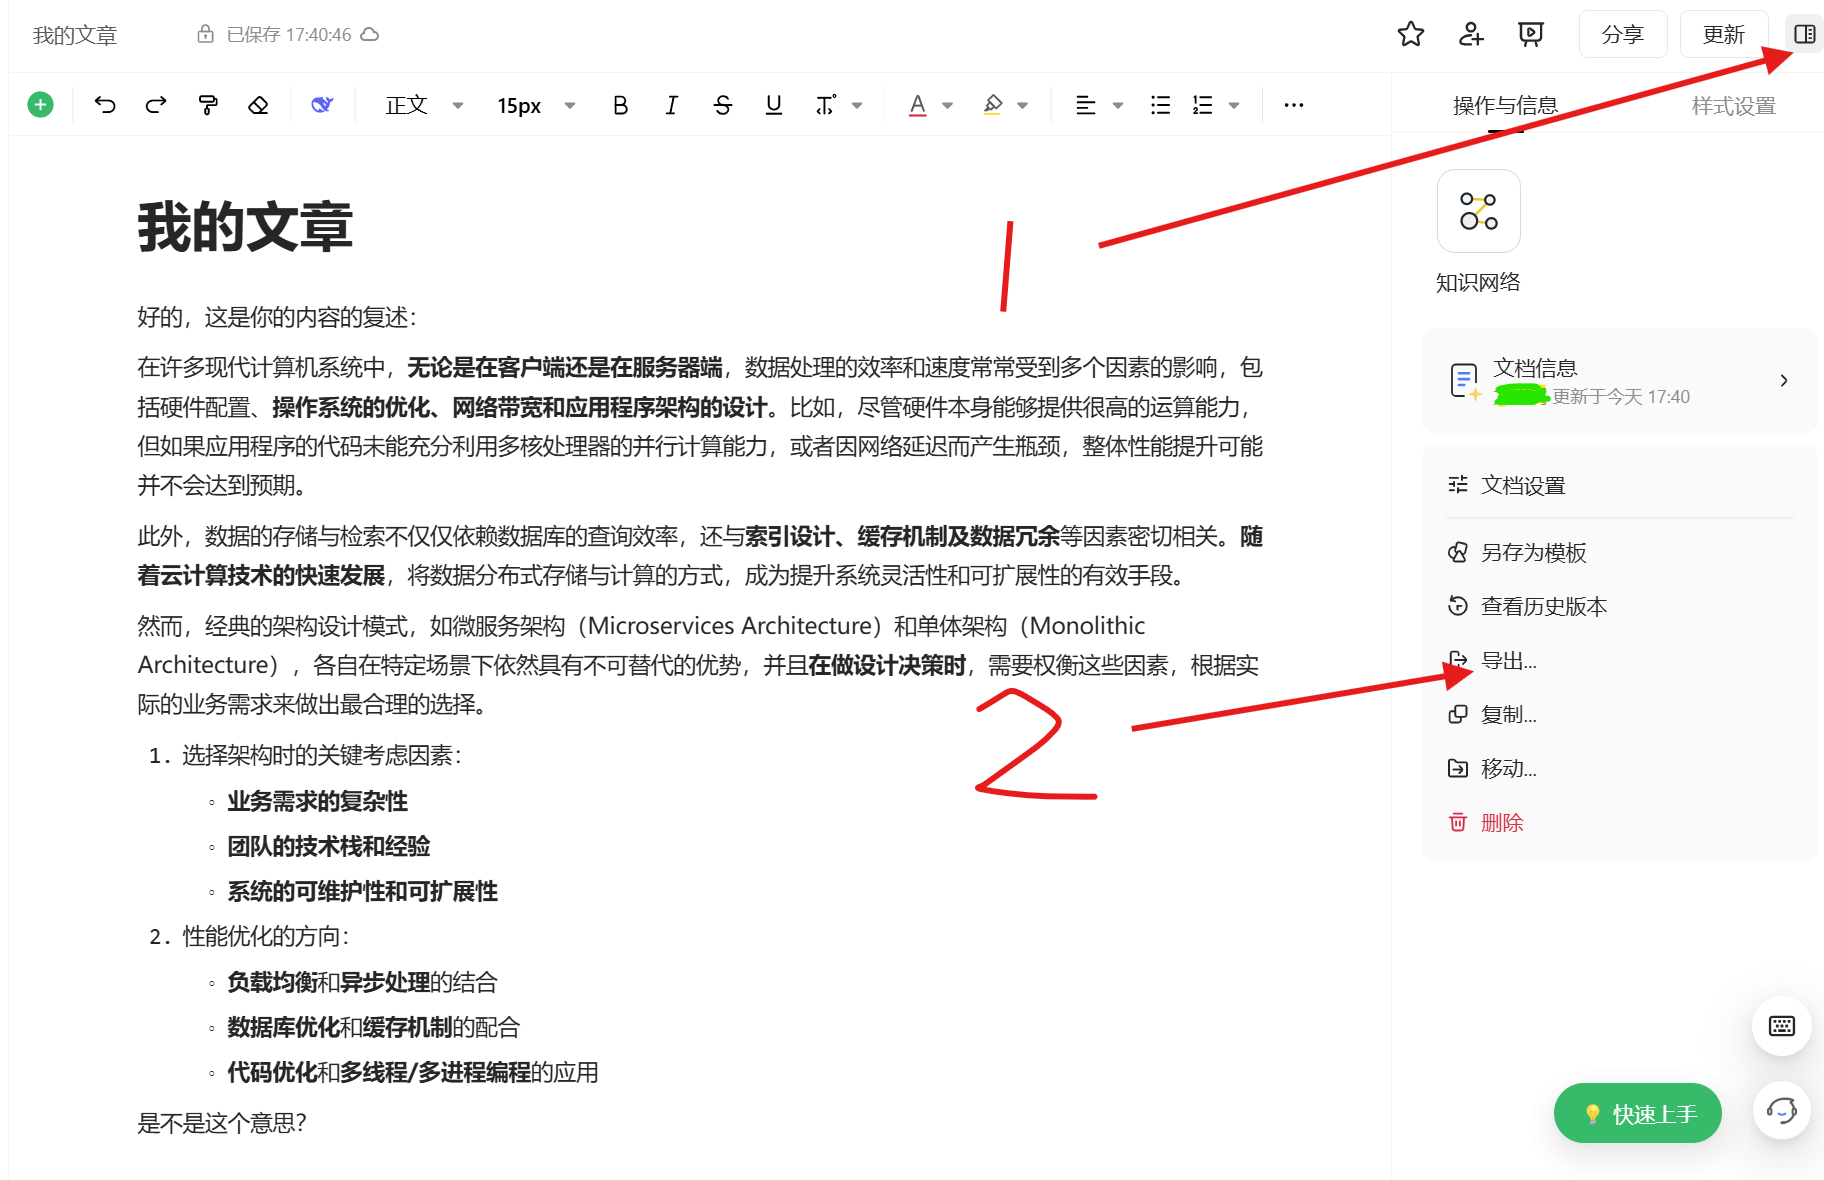 我的文章
已保存 17:40:46
分享
更新
正文
15px
B I S U
操作与信息
样式设置
我的文章
好的，这是你的内容的复述：
在许多现代计算机系统中，无论是在客户端还是在服务器端，数据处理的效率和速度常常受到多个因素的影响，包
括硬件配置、操作系统的优化、网络带宽和应用程序架构的设计。比如，尽管硬件本身能够提供很高的运算能力，
但如果应用程序的代码未能充分利用多核处理器的并行计算能力，或者因网络延迟而产生瓶颈，整体性能提升可能
并不会达到预期。
此外，数据的存储与检索不仅仅依赖数据库的查询效率，还与索引设计、缓存机制及数据冗余等因素密切相关。随
着云计算技术的快速发展，将数据分布式存储与计算的方式，成为提升系统灵活性和可扩展性的有效手段。
然而，经典的架构设计模式，如微服务架构（Microservices Architecture）和单体架构（Monolithic
Architecture），各自在特定场景下依然具有不可替代的优势，并且在做设计决策时，需要权衡这些因素，根据实
际的业务需求来做出最合理的选择。
1. 选择架构时的关键考虑因素：
◦ 业务需求的复杂性
◦ 团队的技术栈和经验
◦ 系统的可维护性和可扩展性
2. 性能优化的方向：
◦ 负载均衡和异步处理的结合
◦ 数据库优化和缓存机制的配合
◦ 代码优化和多线程/多进程编程的应用
是不是这个意思？
1
2
知识网络
文档信息
更新于今天 17:40
文档设置
另存为模板
查看历史版本
导出...
复制...
移动...
删除
快速上手